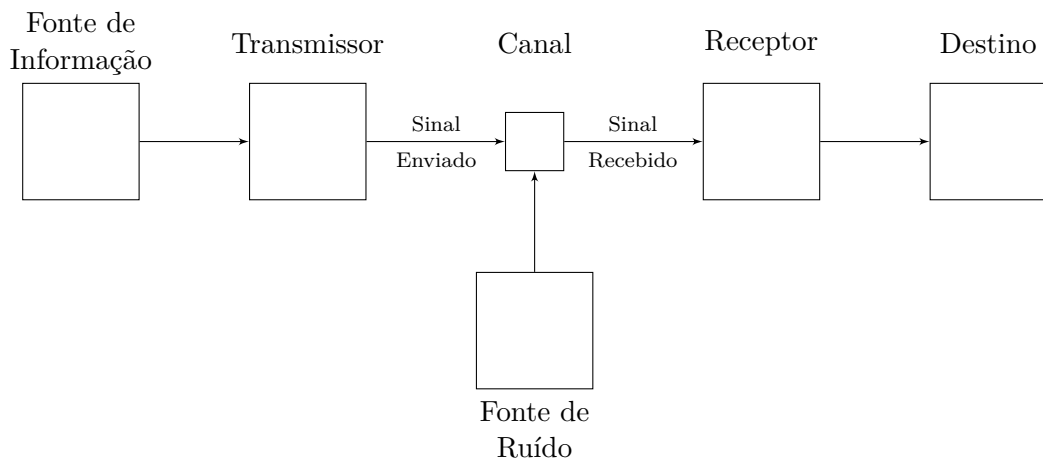 Fonte de
Informação
Transmissor
Canal
Receptor
Destino
Sinal
Enviado
Sinal
Recebido
Fonte de
Ruído